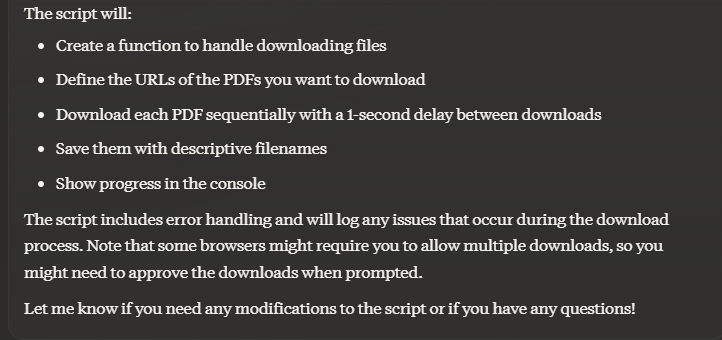 The script will:
• Create a function to handle downloading files
• Define the URLs of the PDFs you want to download
• Download each PDF sequentially with a 1-second delay between downloads
• Save them with descriptive filenames
• Show progress in the console
The script includes error handling and will log any issues that occur during the download
process. Note that some browsers might require you to allow multiple downloads, so you
might need to approve the downloads when prompted.
Let me know if you need any modifications to the script or if you have any questions!